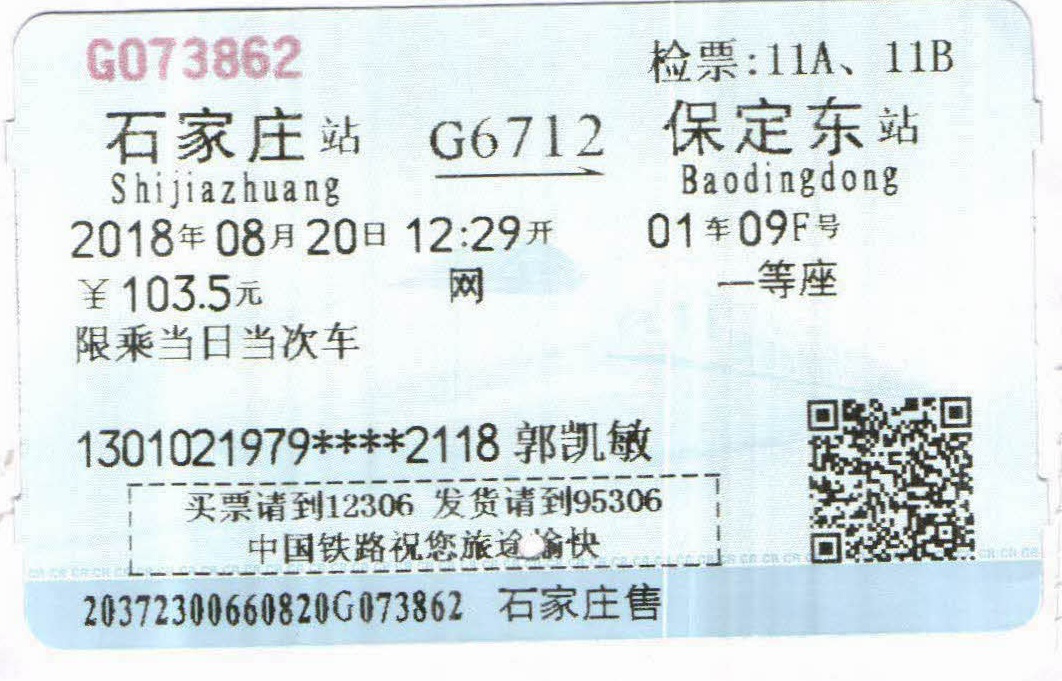 G073862 检票:11A、11B
石家庄站 G6712 保定东站
Shijiazhuang Baodingdong
2018年08月20日 12:29开 01车09F号
￥103.5元 网 一等座
限乘当日当次车
1301021979****2118 郭凯敏
买票请到12306 发货请到95306
中国铁路祝您旅途愉快
20372300660820G073862 石家庄售